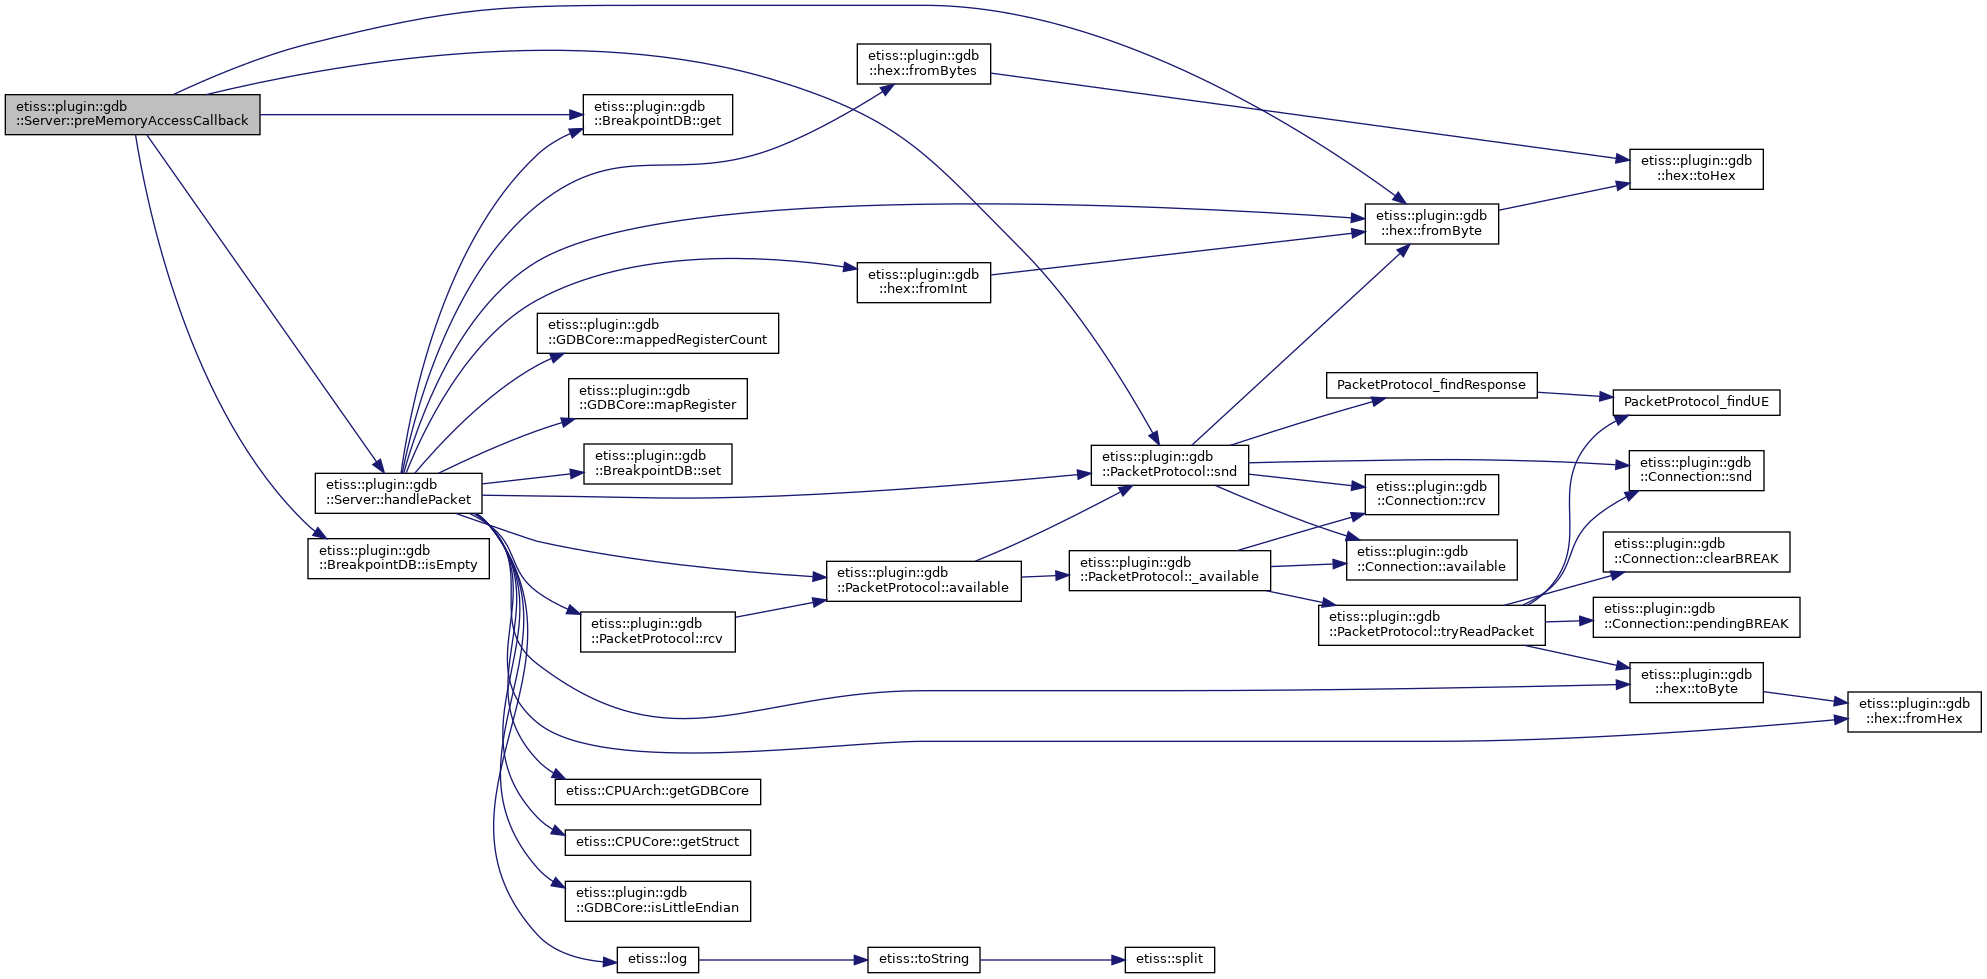 etiss::plugin::gdb
::Server::preMemoryAccessCallback
etiss::plugin::gdb
::BreakpointDB::get
etiss::plugin::gdb
::hex::fromBytes
etiss::plugin::gdb
::hex::toHex
etiss::plugin::gdb
::hex::fromByte
etiss::plugin::gdb
::hex::fromInt
etiss::plugin::gdb
::GDBCore::mappedRegisterCount
etiss::plugin::gdb
::GDBCore::mapRegister
etiss::plugin::gdb
::BreakpointDB::set
etiss::plugin::gdb
::Server::handlePacket
etiss::plugin::gdb
::BreakpointDB::isEmpty
etiss::plugin::gdb
::PacketProtocol::snd
PacketProtocol_findResponse
PacketProtocol_findUE
etiss::plugin::gdb
::Connection::snd
etiss::plugin::gdb
::Connection::rcv
etiss::plugin::gdb
::Connection::available
etiss::plugin::gdb
::Connection::clearBREAK
etiss::plugin::gdb
::PacketProtocol::available
etiss::plugin::gdb
::PacketProtocol::_available
etiss::plugin::gdb
::PacketProtocol::rcv
etiss::plugin::gdb
::PacketProtocol::tryReadPacket
etiss::plugin::gdb
::Connection::pendingBREAK
etiss::plugin::gdb
::hex::toByte
etiss::plugin::gdb
::hex::fromHex
etiss::CPUArch::getGDBCore
etiss::CPUCore::getStruct
etiss::plugin::gdb
::GDBCore::isLittleEndian
etiss::log
etiss::toString
etiss::split